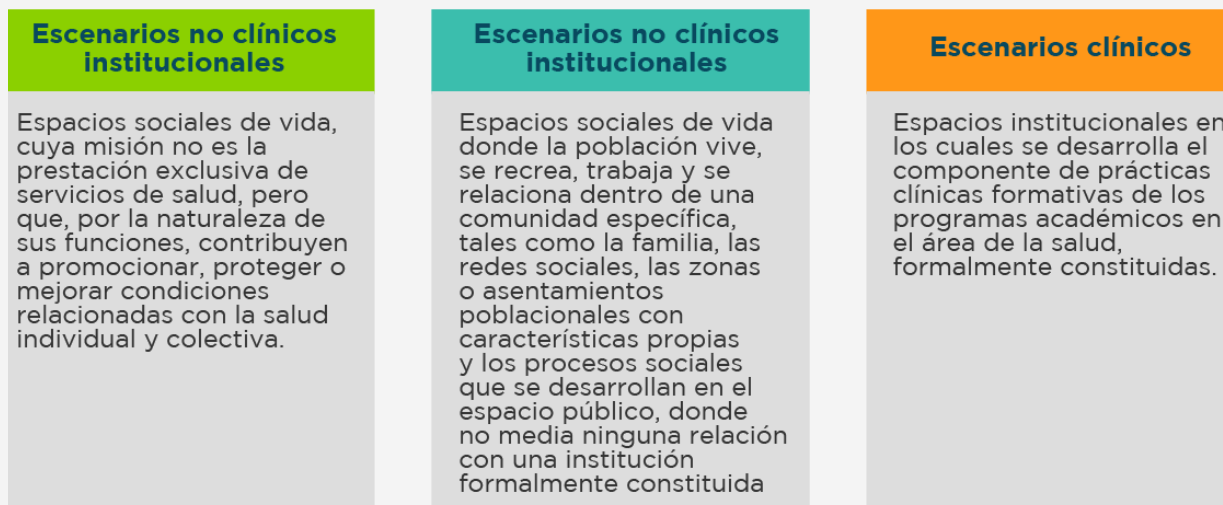 Escenarios no clínicos
institucionales
Espacios sociales de vida,
cuya misión no es la
prestación exclusiva de
servicios de salud, pero
que, por la naturaleza de
sus funciones, contribuyen
a promocionar, proteger o
mejorar condiciones
relacionadas con la salud
individual y colectiva.
Escenarios no clínicos
institucionales
Espacios sociales de vida
donde la población vive,
se recrea, trabaja y se
relaciona dentro de una
comunidad específica,
tales como la familia, las
redes sociales, las zonas
o asentamientos
poblacionales con
características propias
y los procesos sociales
que se desarrollan en el
espacio público, donde
no media ninguna relación
con una institución
formalmente constituida
Escenarios clínicos
Espacios institucionales en
los cuales se desarrolla el
componente de prácticas
clínicas formativas de los
programas académicos en
el área de la salud,
formalmente constituidas.